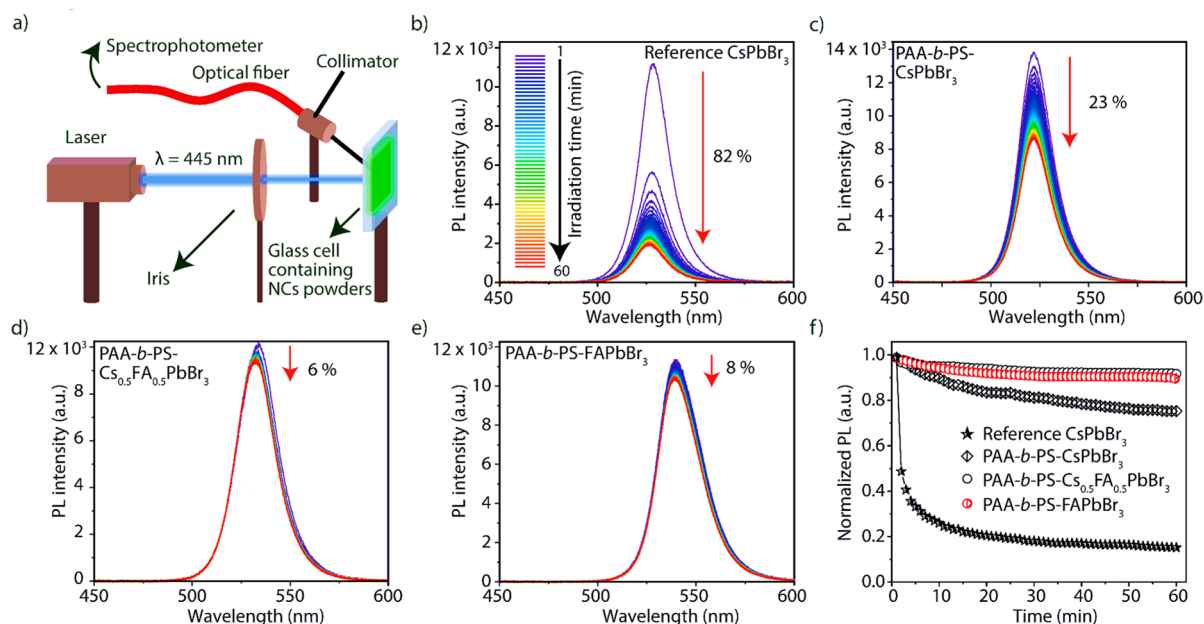 a)
Spectrophotometer
Optical fiber
Collimator
Laser
λ = 445 nm
Iris
Glass cell
containing
NCs powders
b)
12 x 10³
10
8
6
4
2
0
PL intensity (a.u.)
1
Irradiation time (min)
60
Reference CsPbBr₃
82 %
450 500 550 600
Wavelength (nm)
c)
14 x 10³
12
10
8
6
4
2
0
PL intensity (a.u.)
PAA-b-PS-
CsPbBr₃
23 %
450 500 550 600
Wavelength (nm)
d)
12 x 10³
8
6
4
2
0
PL intensity (a.u.)
PAA-b-PS-
Cs₀.₅FA₀.₅PbBr₃
6 %
450 500 550 600
Wavelength (nm)
e)
12 x 10³
10
8
6
4
2
0
PL intensity (a.u.)
PAA-b-PS-FAPbBr₃
8 %
450 500 550 600
Wavelength (nm)
f)
1.0
0.8
0.6
0.4
0.2
0.0
Normalized PL
Reference CsPbBr₃
PAA-b-PS-CsPbBr₃
PAA-b-PS-Cs₀.₅FA₀.₅PbBr₃
PAA-b-PS-FAPbBr₃
0 10 20 30 40 50 60
Time (min)